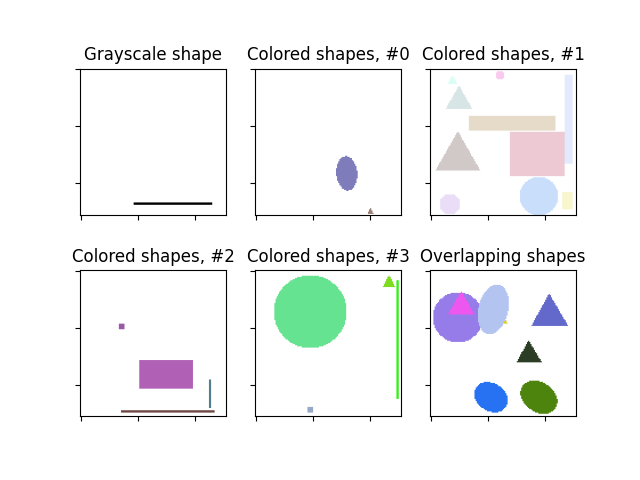 Grayscale shape
Colored shapes, #0
Colored shapes, #1
Colored shapes, #2
Colored shapes, #3
Overlapping shapes